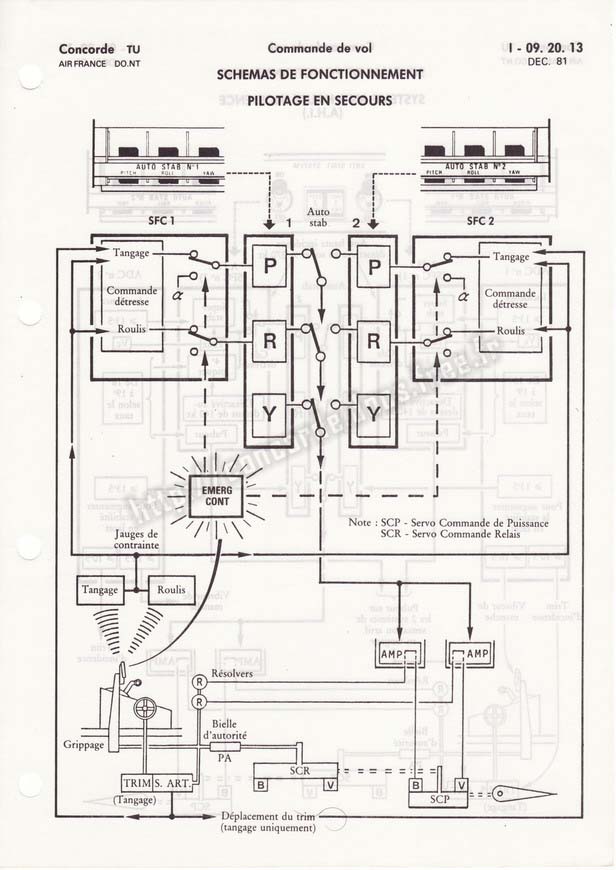 Concorde TU
AIR FRANCE DO.NT
Commande de vol
I - 09. 20. 13
DEC. 81
SCHEMAS DE FONCTIONNEMENT
PILOTAGE EN SECOURS
AUTO STAB Nº1
PITCH ROLL YAW
AUTO STAB Nº2
PITCH ROLL YAW
SFC 1
1
Auto
stab
2
SFC 2
Tangage
Commande
détresse
Roulis
α
P
R
Y
P
R
Y
α
Tangage
Commande
détresse
Roulis
EMERG
CONT
Note : SCP - Servo Commande de Puissance
SCR - Servo Commande Relais
Jauges de
contrainte
Tangage
Roulis
AMP
AMP
R
Résolvers
R
Bielle
d'autorité
Grippage
PA
SCR
B
V
TRIM S. ART.
(Tangage)
B
V
SCP
Déplacement du trim
(tangage uniquement)